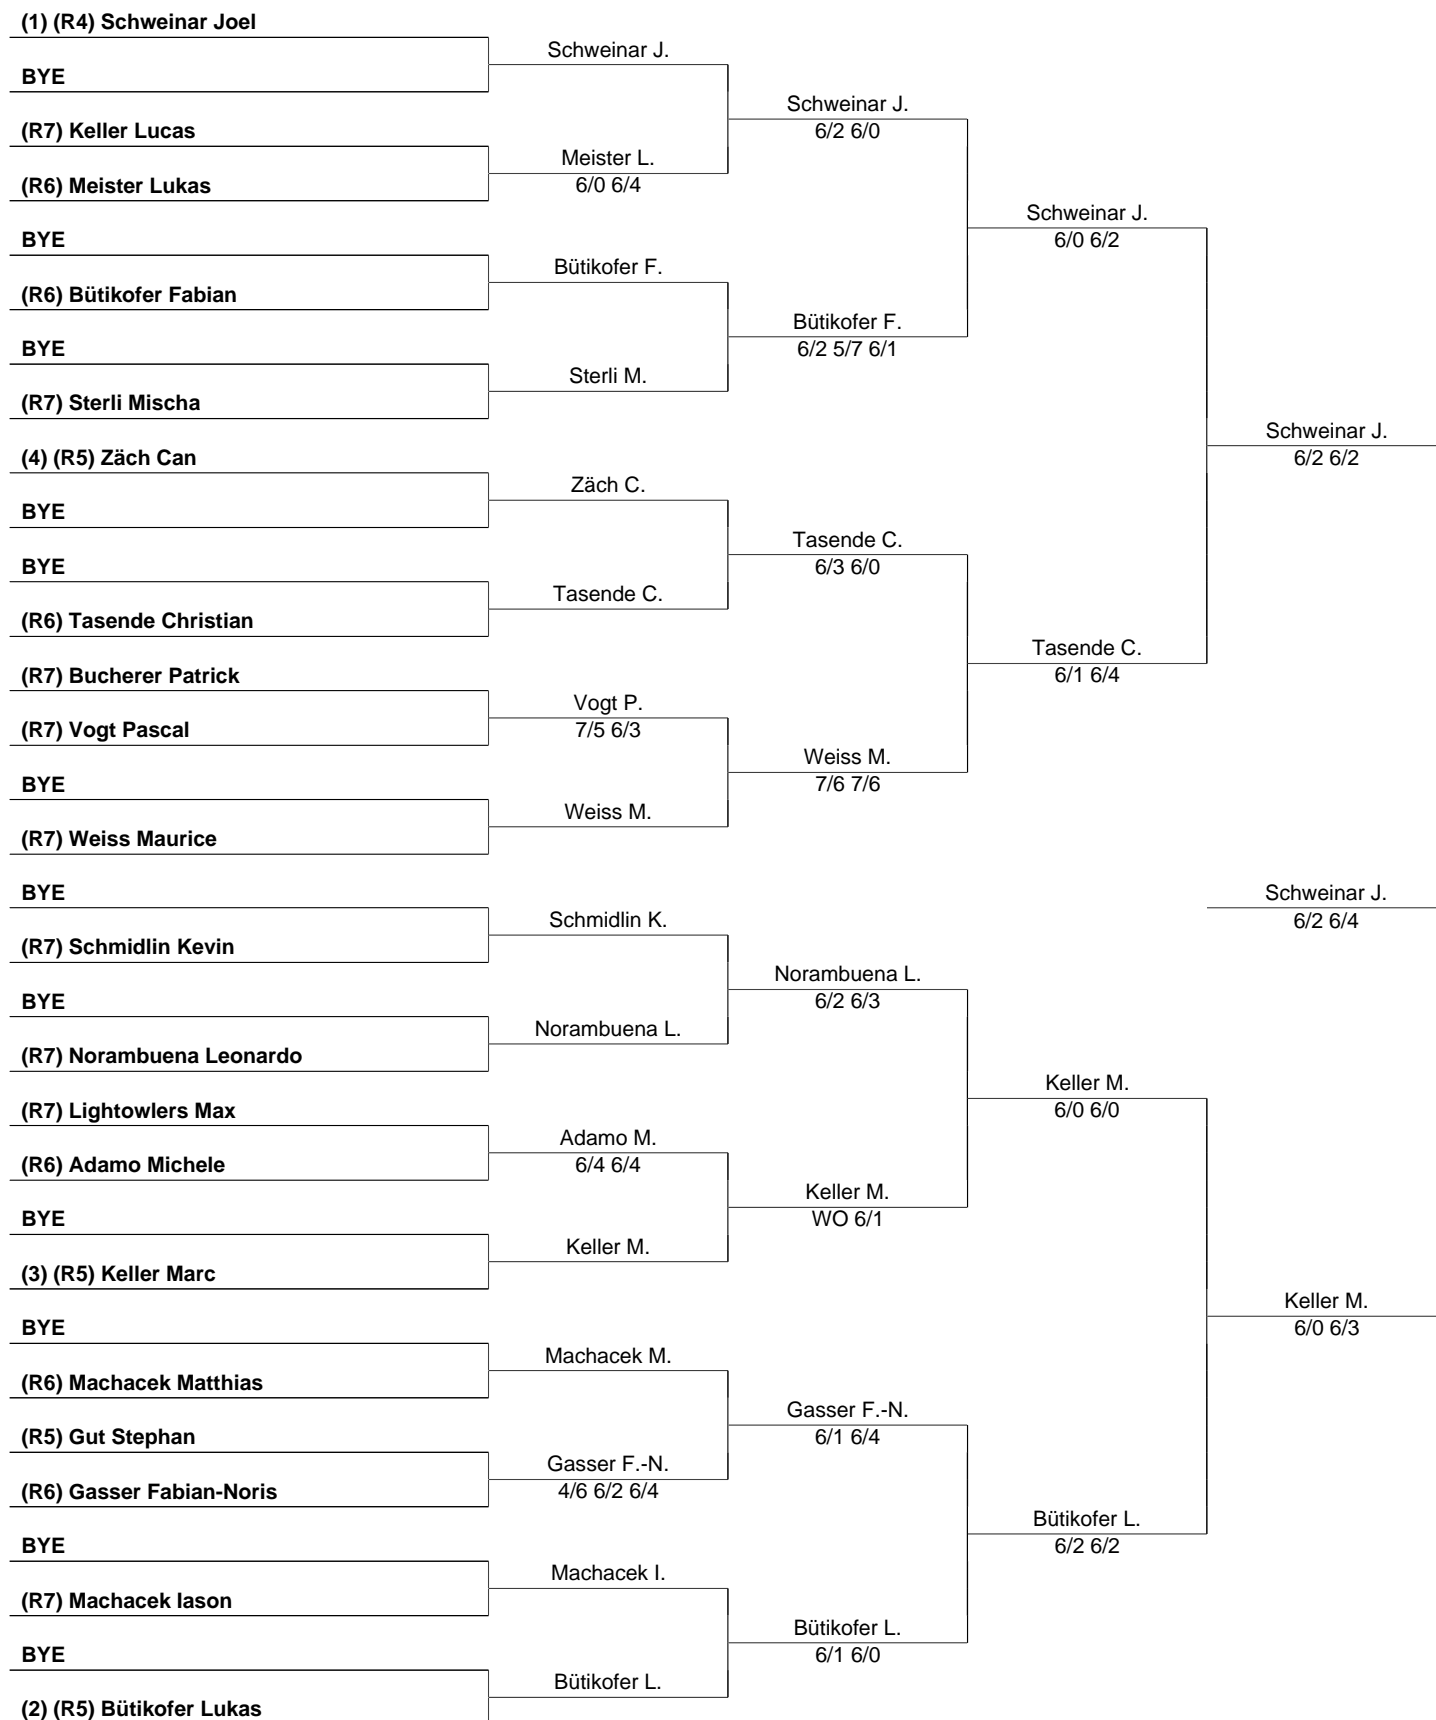 (1) (R4) Schweinar Joel
BYE
(R7) Keller Lucas
(R6) Meister Lukas
BYE
(R6) Bütikofer Fabian
BYE
(R7) Sterli Mischa
(4) (R5) Zäch Can
BYE
BYE
(R6) Tasende Christian
(R7) Bucherer Patrick
(R7) Vogt Pascal
BYE
(R7) Weiss Maurice
BYE
(R7) Schmidlin Kevin
BYE
(R7) Norambuena Leonardo
(R7) Lightowlers Max
(R6) Adamo Michele
BYE
(3) (R5) Keller Marc
BYE
(R6) Machacek Matthias
(R5) Gut Stephan
(R6) Gasser Fabian-Noris
BYE
(R7) Machacek Iason
BYE
(2) (R5) Bütikofer Lukas
Schweinar J.
Meister L.
6/0 6/4
Bütikofer F.
Sterli M.
Zäch C.
Tasende C.
Vogt P.
7/5 6/3
Weiss M.
Schmidlin K.
Norambuena L.
Adamo M.
6/4 6/4
Keller M.
Machacek M.
Gasser F.-N.
4/6 6/2 6/4
Machacek I.
Bütikofer L.
Schweinar J.
6/2 6/0
Bütikofer F.
6/2 5/7 6/1
Tasende C.
6/3 6/0
Weiss M.
7/6 7/6
Norambuena L.
6/2 6/3
Keller M.
WO 6/1
Gasser F.-N.
6/1 6/4
Bütikofer L.
6/1 6/0
Schweinar J.
6/0 6/2
Tasende C.
6/1 6/4
Keller M.
6/0 6/0
Bütikofer L.
6/2 6/2
Schweinar J.
6/2 6/2
Schweinar J.
6/2 6/4
Keller M.
6/0 6/3